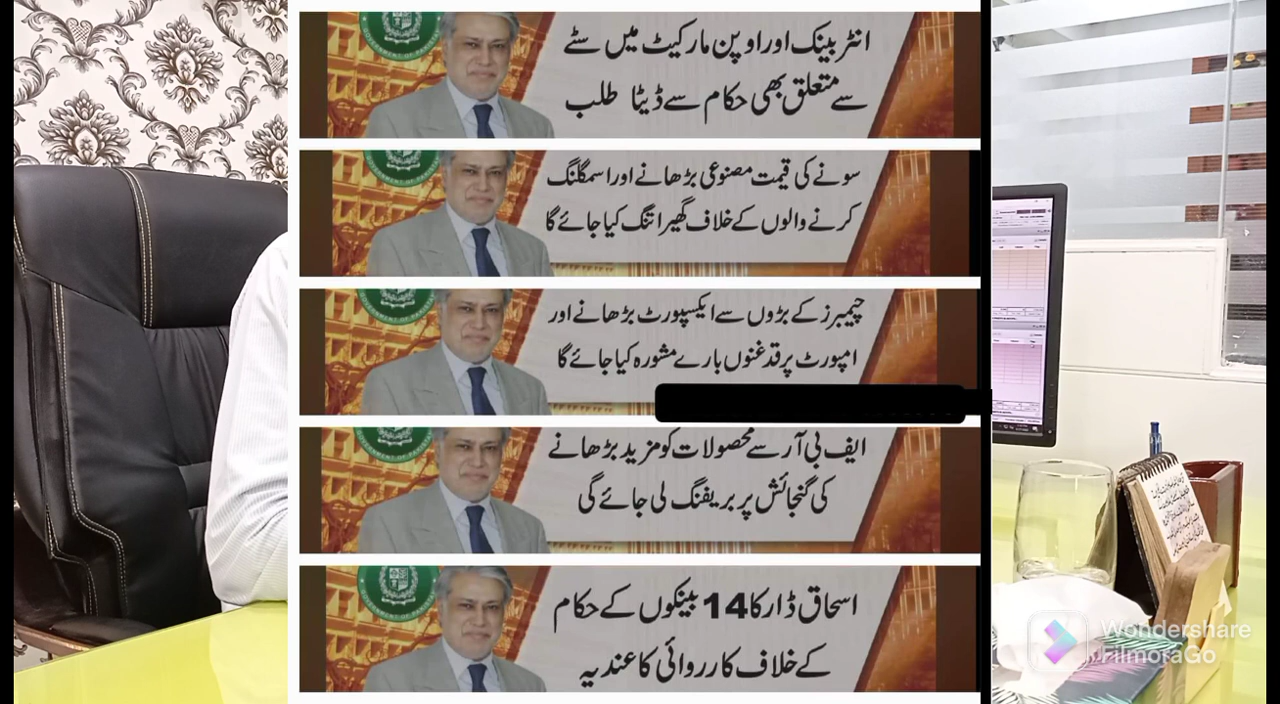 انٹر بینک اور اوپن مارکیٹ میں سٹے
سے متعلق بھی حکام سے ڈیٹا طلب
سونے کی قیمت مصنوعی بڑھانے اور اسمگلنگ
کرنے والوں کے خلاف گھیرا تنگ کیا جائے گا
چیمبرز کے بڑوں سے ایکسپورٹ بڑھانے اور
امپورٹ پر قدغنوں بارے مشورہ کیا جائے گا
ایف بی آر سے محصولات کو مزید بڑھانے
کی گنجائش پر بریفنگ لی جائے گی
اسحاق ڈار کا 14 بینکوں کے حکام
کے خلاف کارروائی کا عندیہ
Wondershare
FilmoraGo